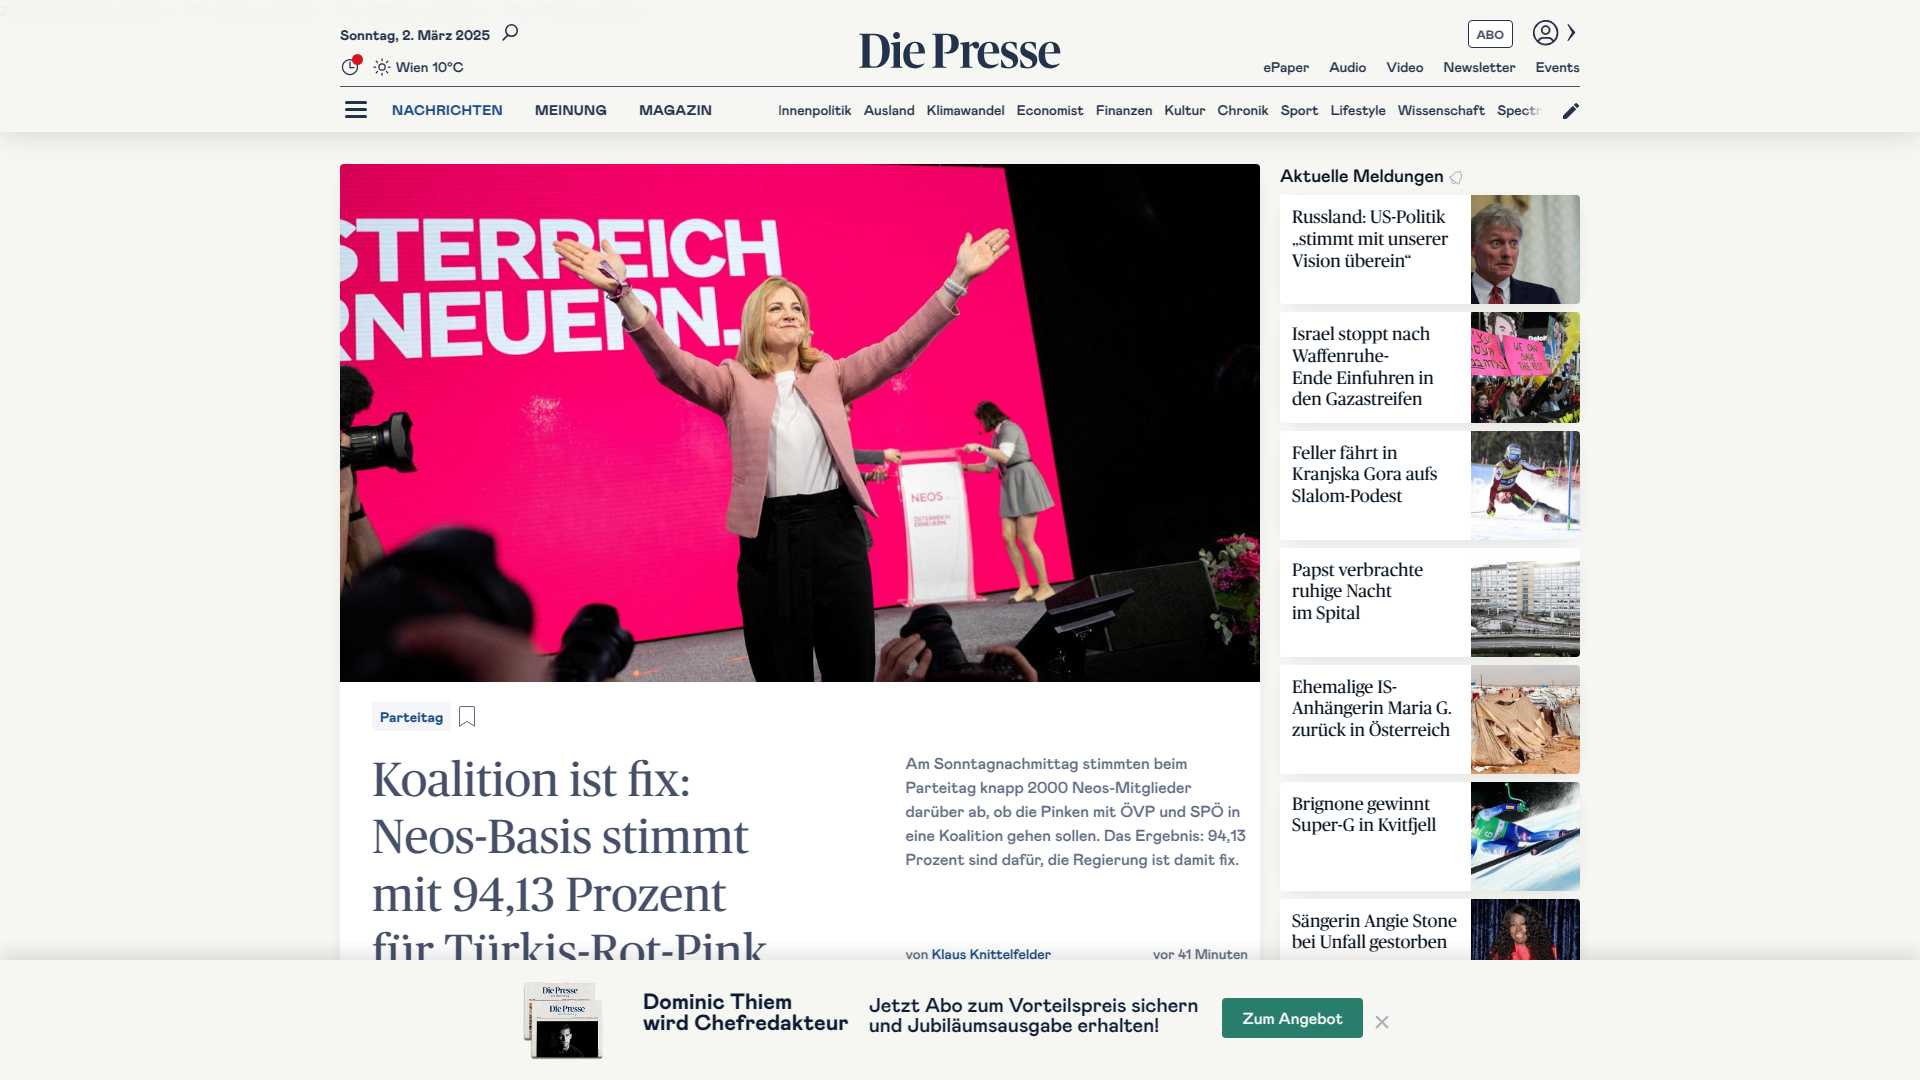 Sonntag, 2. März 2025
Die Presse
ABO
Wien 10°C
ePaper Audio Video Newsletter Events
NACHRICHTEN MEINUNG MAGAZIN
Innenpolitik Ausland Klimawandel Economist Finanzen Kultur Chronik Sport Lifestyle Wissenschaft Spectr
STERREICH
RNEUERN.
NEOS
ÖSTERREICH
ERNEUERN.
Parteitag
Koalition ist fix:
Neos-Basis stimmt
mit 94,13 Prozent
für Türkis-Rot-Pink
Am Sonntagnachmittag stimmten beim
Parteitag knapp 2000 Neos-Mitglieder
darüber ab, ob die Pinken mit ÖVP und SPÖ in
eine Koalition gehen sollen. Das Ergebnis: 94,13
Prozent sind dafür, die Regierung ist damit fix.
von Klaus Knittelfelder
vor 41 Minuten
Aktuelle Meldungen
Russland: US-Politik
„stimmt mit unserer
Vision überein“
Israel stoppt nach
Waffenruhe-
Ende Einfuhren in
den Gazastreifen
WE CAN
SAVE
THE REST
Feller fährt in
Kranjska Gora aufs
Slalom-Podest
Papst verbrachte
ruhige Nacht
im Spital
Ehemalige IS-
Anhängerin Maria G.
zurück in Österreich
Brignone gewinnt
Super-G in Kvitfjell
Sängerin Angie Stone
bei Unfall gestorben
Die Presse
Die Presse
Dominic Thiem
wird Chefredakteur
Jetzt Abo zum Vorteilspreis sichern
und Jubiläumsausgabe erhalten!
Zum Angebot